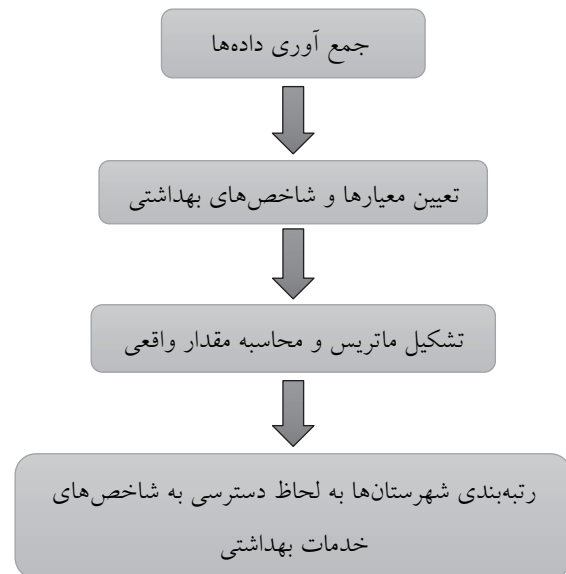 جمع آوری داده‌ها
تعیین معیارها و شاخص‌های بهداشتی
تشکیل ماتریس و محاسبه مقدار واقعی
رتبه‌بندی شهرستان‌ها به لحاظ دسترسی به شاخص‌های
خدمات بهداشتی